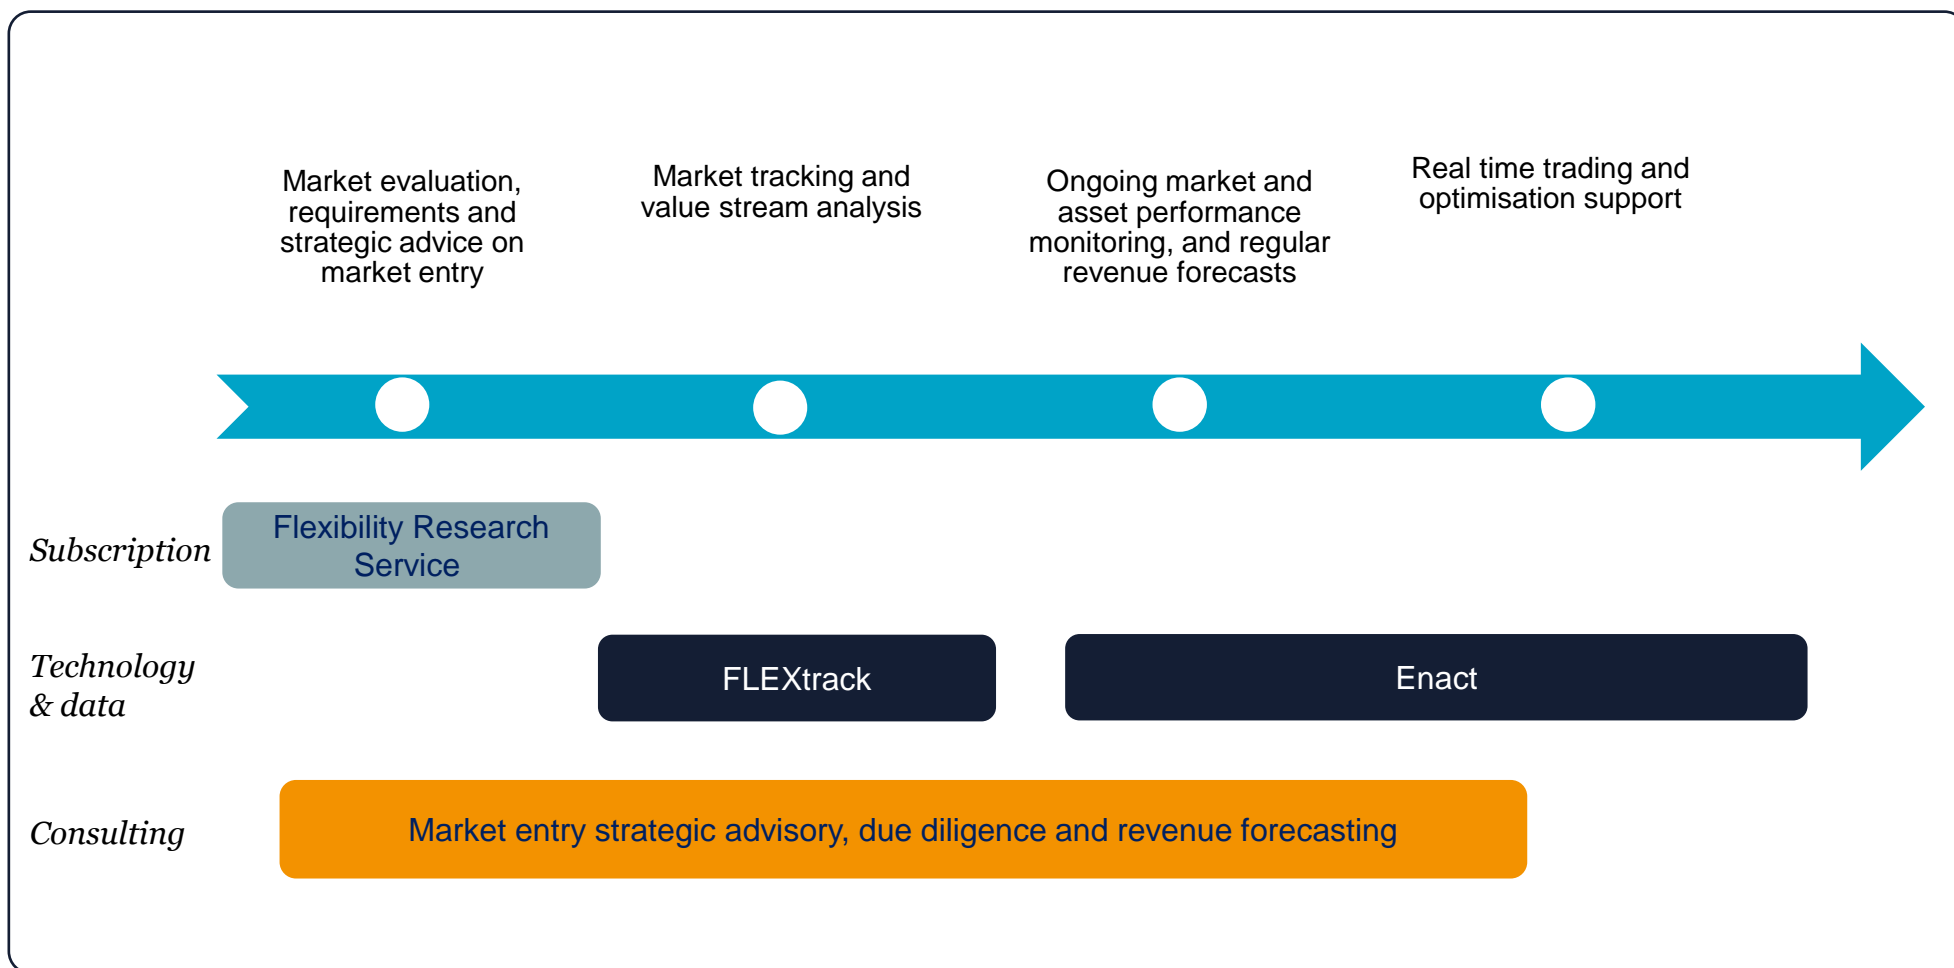 Market evaluation,
requirements and
strategic advice on
market entry
Market tracking and
value stream analysis
Ongoing market and
asset performance
monitoring, and regular
revenue forecasts
Real time trading and
optimisation support
Subscription
Flexibility Research
Service
Technology
& data
FLEXtrack
Enact
Consulting
Market entry strategic advisory, due diligence and revenue forecasting